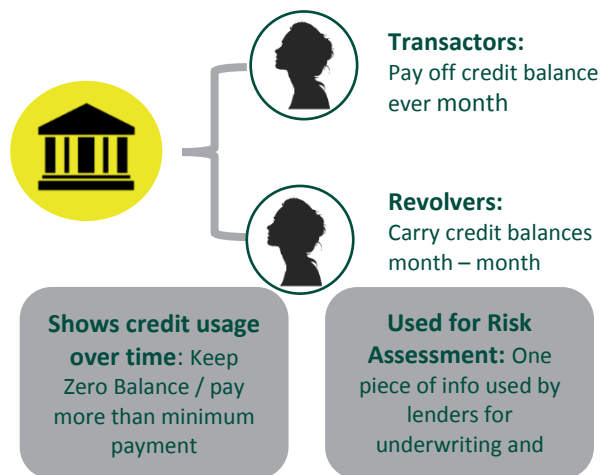 Transactors:
Pay off credit balance
ever month
Revolvers:
Carry credit balances
month – month
Shows credit usage
over time: Keep
Zero Balance / pay
more than minimum
payment
Used for Risk
Assessment: One
piece of info used by
lenders for
underwriting and